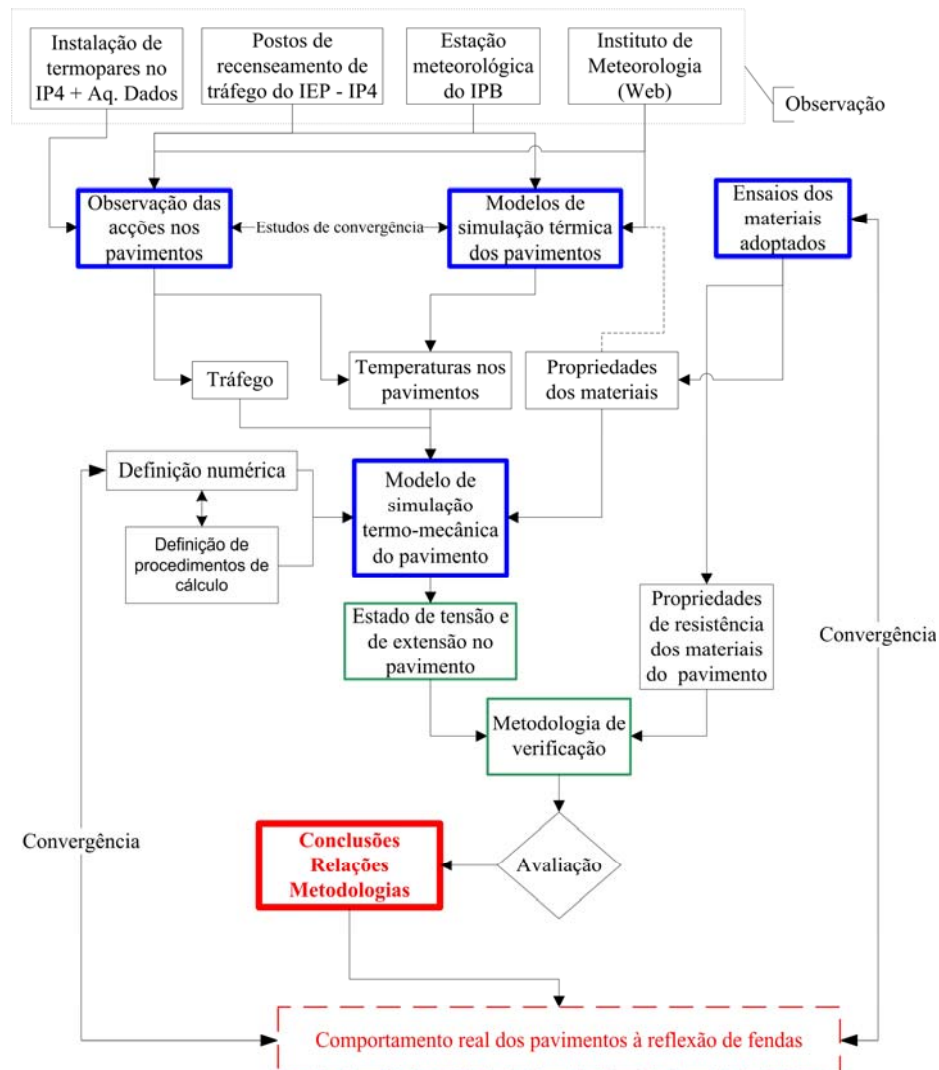 Instalação de
termopares no
IP4 + Aq. Dados
Postos de
recenseamento de
tráfego do IEP - IP4
Estação
meteorológica
do IPB
Instituto de
Meteorologia
(Web)
Observação
Observação das
acções nos
pavimentos
Estudos de convergência
Modelos de
simulação térmica
dos pavimentos
Ensaios dos
materiais
adoptados
Tráfego
Temperaturas nos
pavimentos
Propriedades
dos materiais
Definição numérica
Definição de
procedimentos de
cálculo
Modelo de
simulação
termo-mecânica
do pavimento
Estado de tensão e
de extensão no
pavimento
Propriedades
de resistência
dos materiais
do pavimento
Convergência
Metodologia de
verificação
Convergência
Conclusões
Relações
Metodologias
Avaliação
Comportamento real dos pavimentos à reflexão de fendas